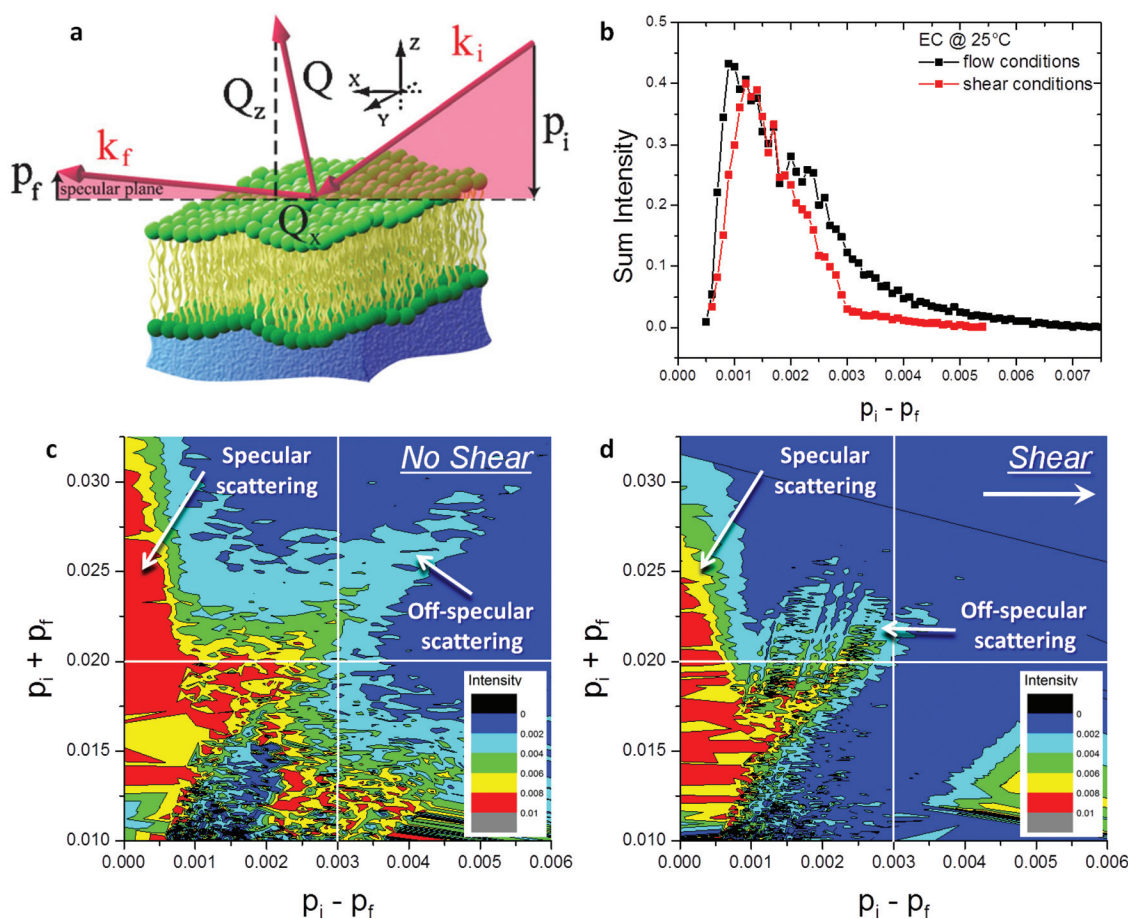 a
Q_z
Q
k_i
Z
X
Y
p_i
k_f
p_f
specular plane
Q_x
b
EC @ 25°C
flow conditions
shear conditions
Sum Intensity
0.5
0.4
0.3
0.2
0.1
0.0
0.000 0.001 0.002 0.003 0.004 0.005 0.006 0.007
p_i - p_f
c
Specular
scattering
No Shear
Off-specular
scattering
p_i + p_f
0.030
0.025
0.020
0.015
0.010
Intensity
0
0.002
0.004
0.006
0.008
0.01
0.000 0.001 0.002 0.003 0.004 0.005 0.006
p_i - p_f
d
Specular
scattering
Shear
Off-specular
scattering
p_i + p_f
0.030
0.025
0.020
0.015
0.010
Intensity
0
0.002
0.004
0.006
0.008
0.01
0.000 0.001 0.002 0.003 0.004 0.005 0.006
p_i - p_f